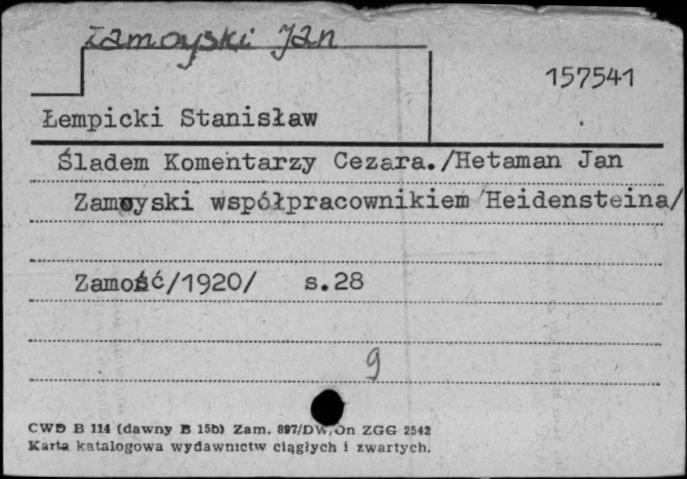 Zamoyski Jan
157541
Łempicki Stanisław
Śladem Komentarzy Cezara./Hetaman Jan
Zamoyski współpracownikiem Heidensteina/
Zamość/1920/ s.28
9
CWD B 114 (dawny B 15b) Zam. 897/DW,On ZGG 2542
Karta katalogowa wydawnictw ciągłych i zwartych.